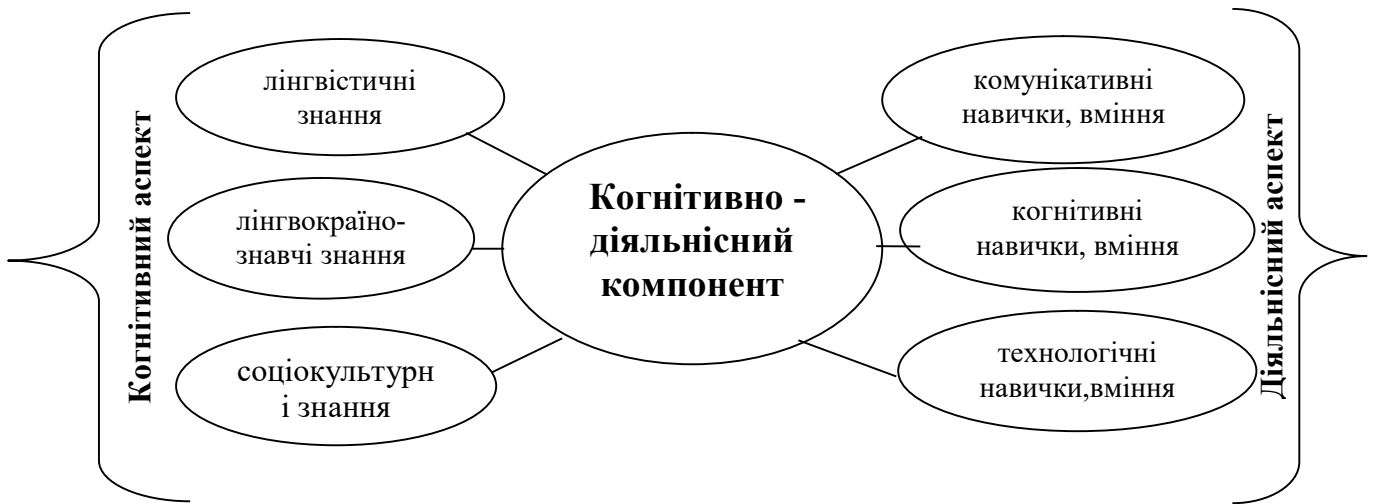 Когнітивний аспект
лінгвістичні
знання
лінгвокраїно-
знавчі знання
соціокультурн
і знання
Когнітивно -
діяльнісний
компонент
комунікативні
навички, вміння
когнітивні
навички, вміння
технологічні
навички,вміння
Діяльнісний аспект